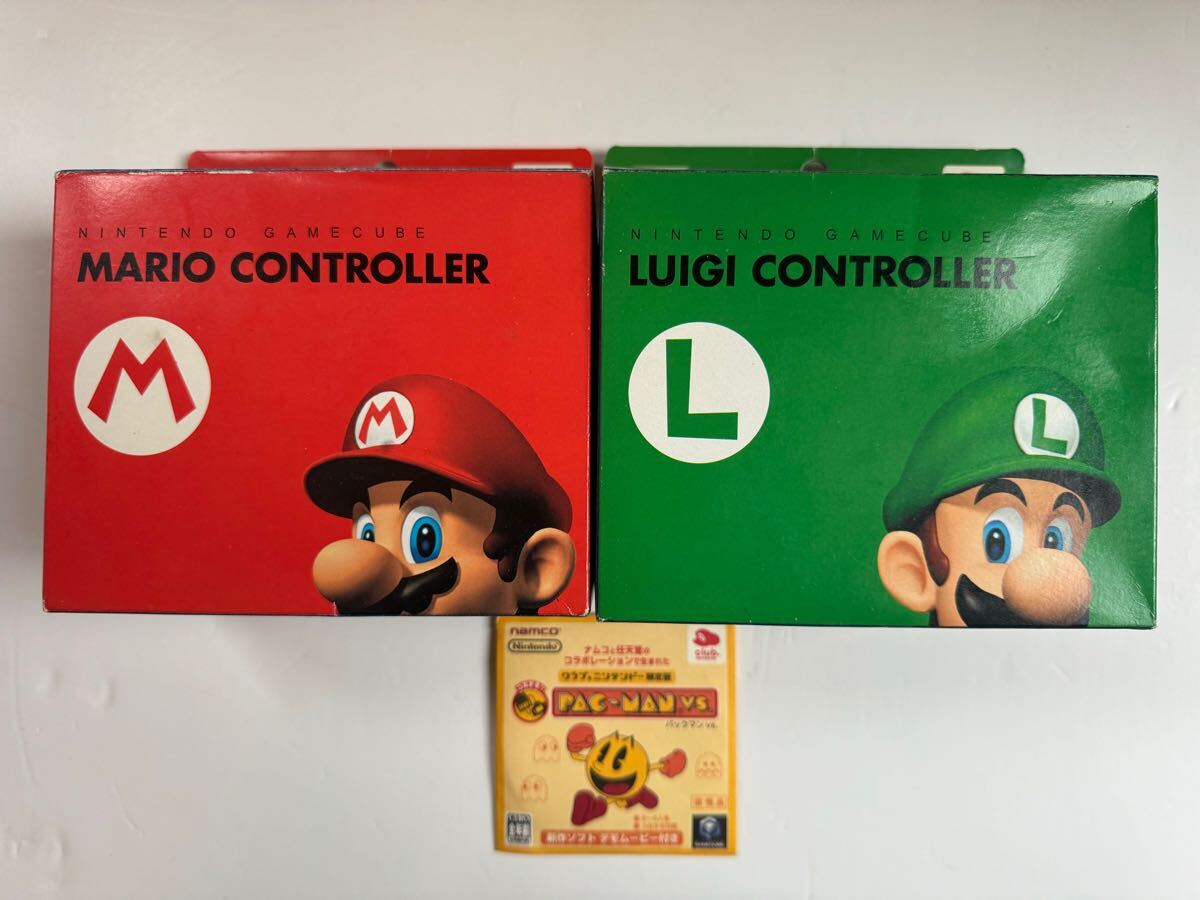 NINTENDO GAMECUBE
MARIO CONTROLLER
M
M
NINTENDO GAMECUBE
LUIGI CONTROLLER
L
L
namco
Nintendo
ナムコと任天堂の
コラボレーションで生まれた
club
クラブニンテンドー限定版
PAC-MAN VS.
パックマンvs.
新作ソフト デモムービー付き